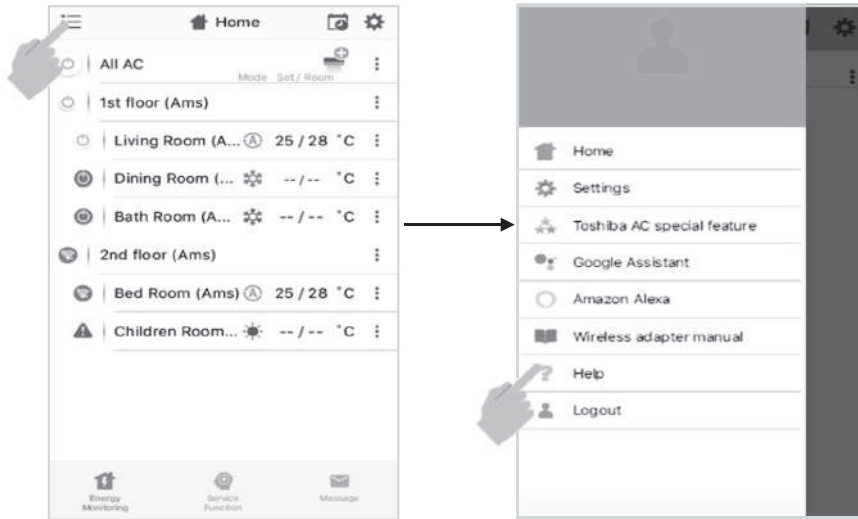 Home
All AC
Mode Set / Room
1st floor (Ams)
Living Room (A... A 25 / 28 °C
Dining Room (... -- / -- °C
Bath Room (A... -- / -- °C
2nd floor (Ams)
Bed Room (Ams) A 25 / 28 °C
Children Room... -- / -- °C
Energy Monitoring
Service Function
Message
Home
Settings
Toshiba AC special feature
Google Assistant
Amazon Alexa
Wireless adapter manual
Help
Logout